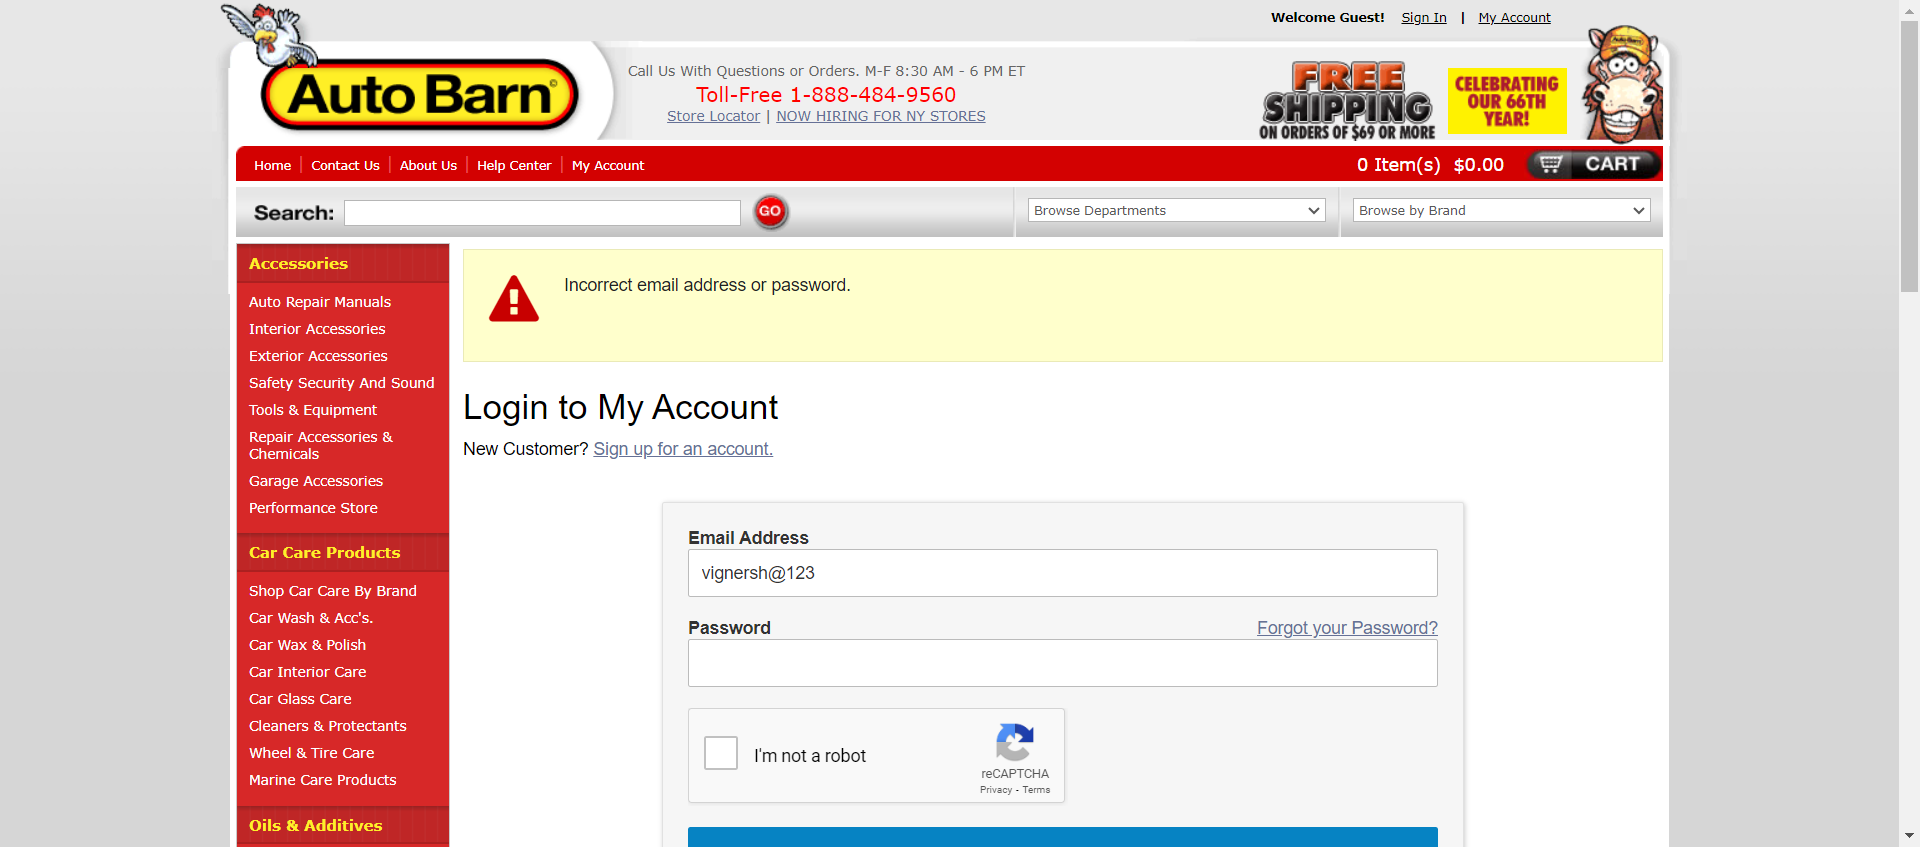 Welcome Guest! Sign In | My Account
Auto Barn©
Call Us With Questions or Orders. M-F 8:30 AM - 6 PM ET
Toll-Free 1-888-484-9560
Store Locator | NOW HIRING FOR NY STORES
FREE
SHIPPING
ON ORDERS OF $69 OR MORE
CELEBRATING
OUR 66TH
YEAR!
Auto Barn
Home | Contact Us | About Us | Help Center | My Account
0 Item(s) $0.00 CART
Search: GO
Browse Departments
Browse by Brand
Accessories
Auto Repair Manuals
Interior Accessories
Exterior Accessories
Safety Security And Sound
Tools & Equipment
Repair Accessories &
Chemicals
Garage Accessories
Performance Store
Car Care Products
Shop Car Care By Brand
Car Wash & Acc's.
Car Wax & Polish
Car Interior Care
Car Glass Care
Cleaners & Protectants
Wheel & Tire Care
Marine Care Products
Oils & Additives
Incorrect email address or password.
Login to My Account
New Customer? Sign up for an account.
Email Address
vignersh@123
Password Forgot your Password?
I'm not a robot
reCAPTCHA
Privacy - Terms